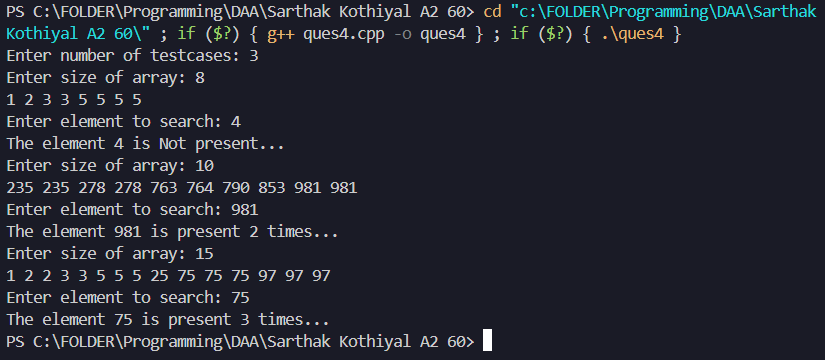 PS C:\FOLDER\Programming\DAA\Sarthak Kothiyal A2 60> cd "c:\FOLDER\Programming\DAA\Sarthak
Kothiyal A2 60\" ; if ($?) { g++ ques4.cpp -o ques4 } ; if ($?) { .\ques4 }
Enter number of testcases: 3
Enter size of array: 8
1 2 3 3 5 5 5 5
Enter element to search: 4
The element 4 is Not present...
Enter size of array: 10
235 235 278 278 763 764 790 853 981 981
Enter element to search: 981
The element 981 is present 2 times...
Enter size of array: 15
1 2 2 3 3 5 5 5 25 75 75 75 97 97 97
Enter element to search: 75
The element 75 is present 3 times...
PS C:\FOLDER\Programming\DAA\Sarthak Kothiyal A2 60>